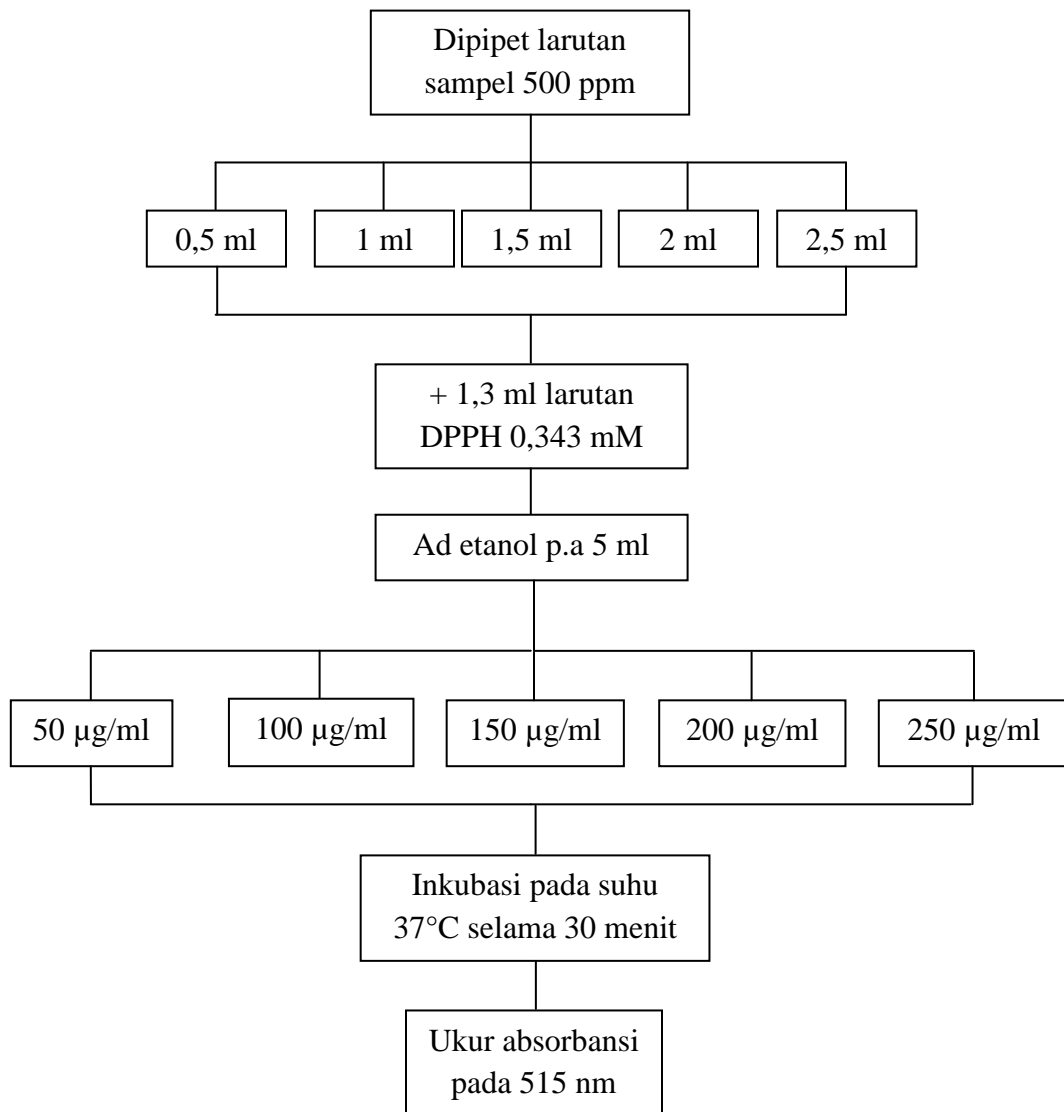 Dipipet larutan
sampel 500 ppm
0,5 ml
1 ml
1,5 ml
2 ml
2,5 ml
+ 1,3 ml larutan
DPPH 0,343 mM
Ad etanol p.a 5 ml
50 µg/ml
100 µg/ml
150 µg/ml
200 µg/ml
250 µg/ml
Inkubasi pada suhu
37°C selama 30 menit
Ukur absorbansi
pada 515 nm